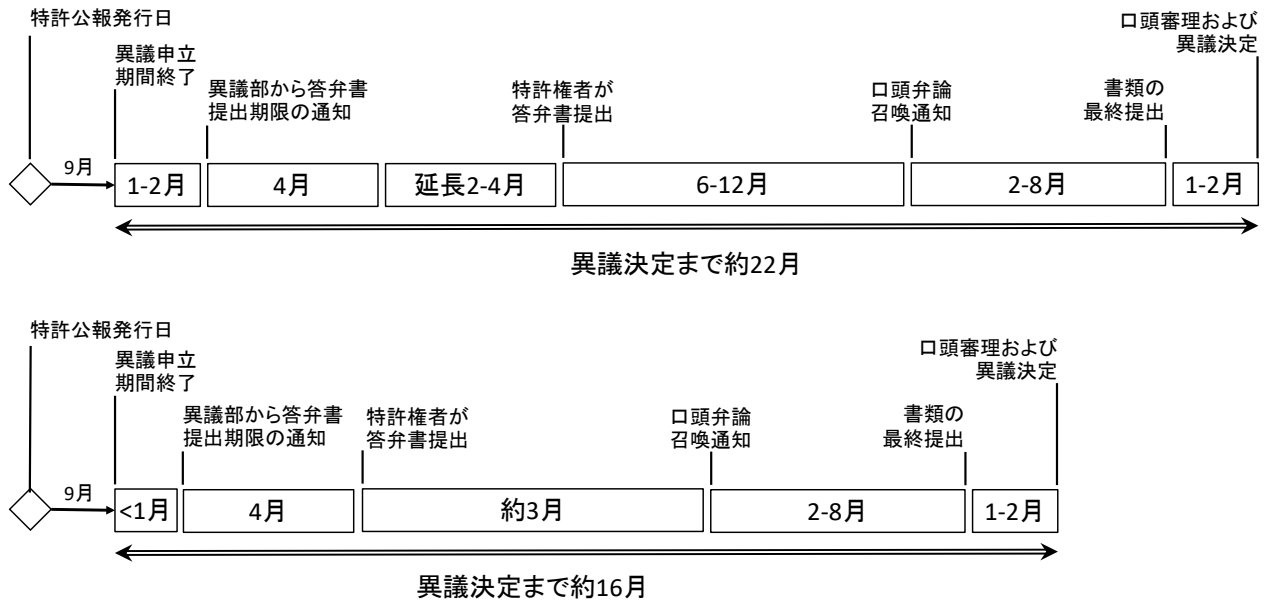 特許公報発行日
口頭審理および
異議決定
異議申立
期間終了
異議部から答弁書
提出期限の通知
特許権者が
答弁書提出
口頭弁論
召喚通知
書類の
最終提出
9月
1-2月
4月
延長2-4月
6-12月
2-8月
1-2月
異議決定まで約22月
特許公報発行日
口頭審理および
異議決定
異議申立
期間終了
異議部から答弁書
提出期限の通知
特許権者が
答弁書提出
口頭弁論
召喚通知
書類の
最終提出
9月
<1月
4月
約3月
2-8月
1-2月
異議決定まで約16月